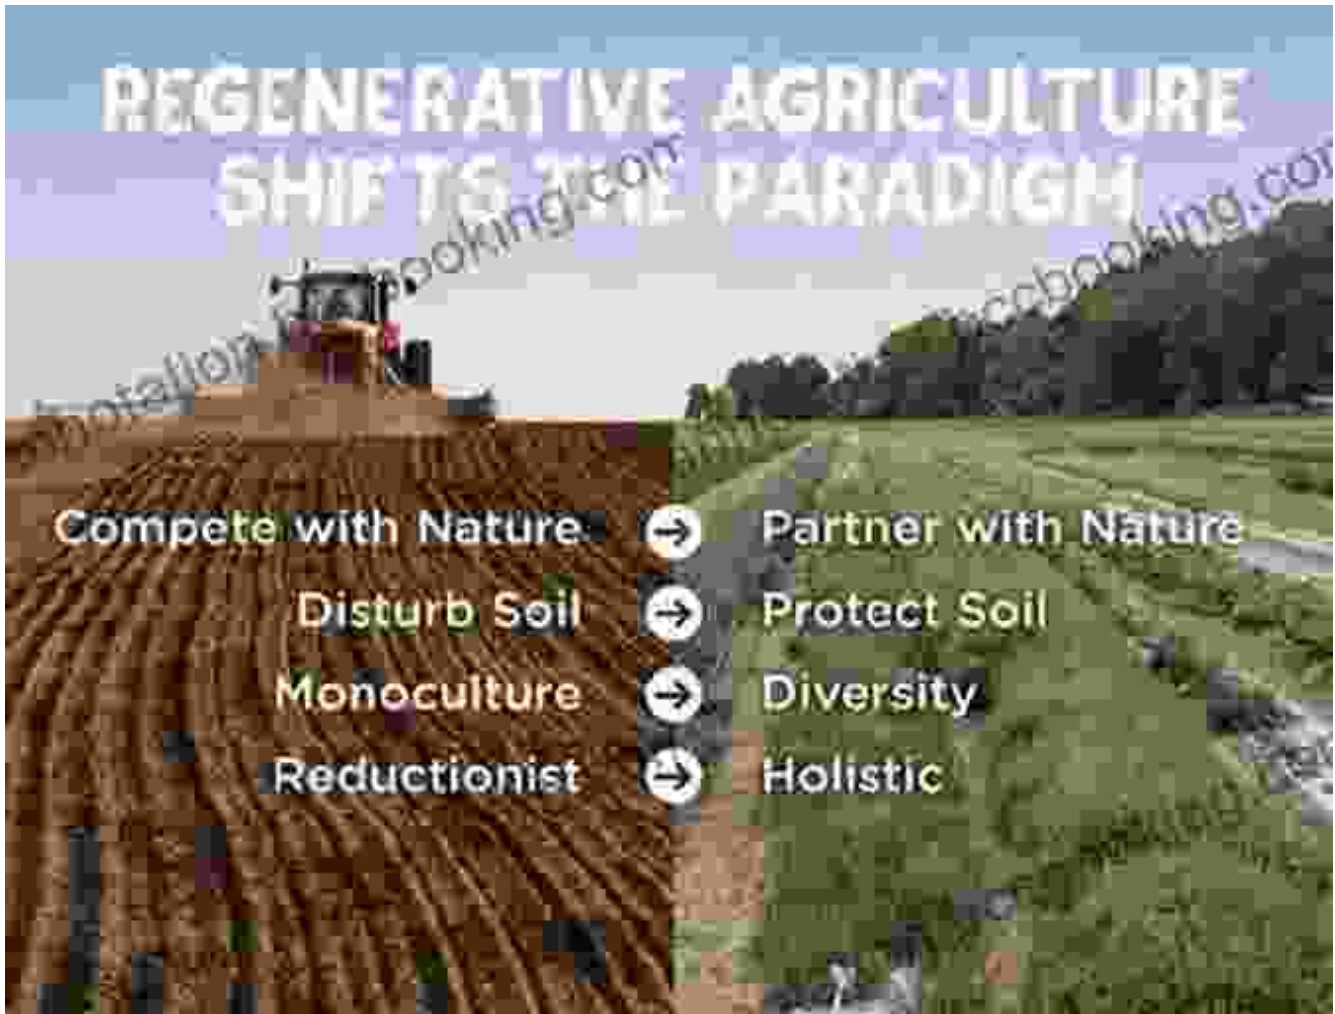 REGENERATIVE AGRICULTURE
SHIFTS THE PARADIGM
Compete with Nature → Partner with Nature
Disturb Soil → Protect Soil
Monoculture → Diversity
Reductionist → Holistic